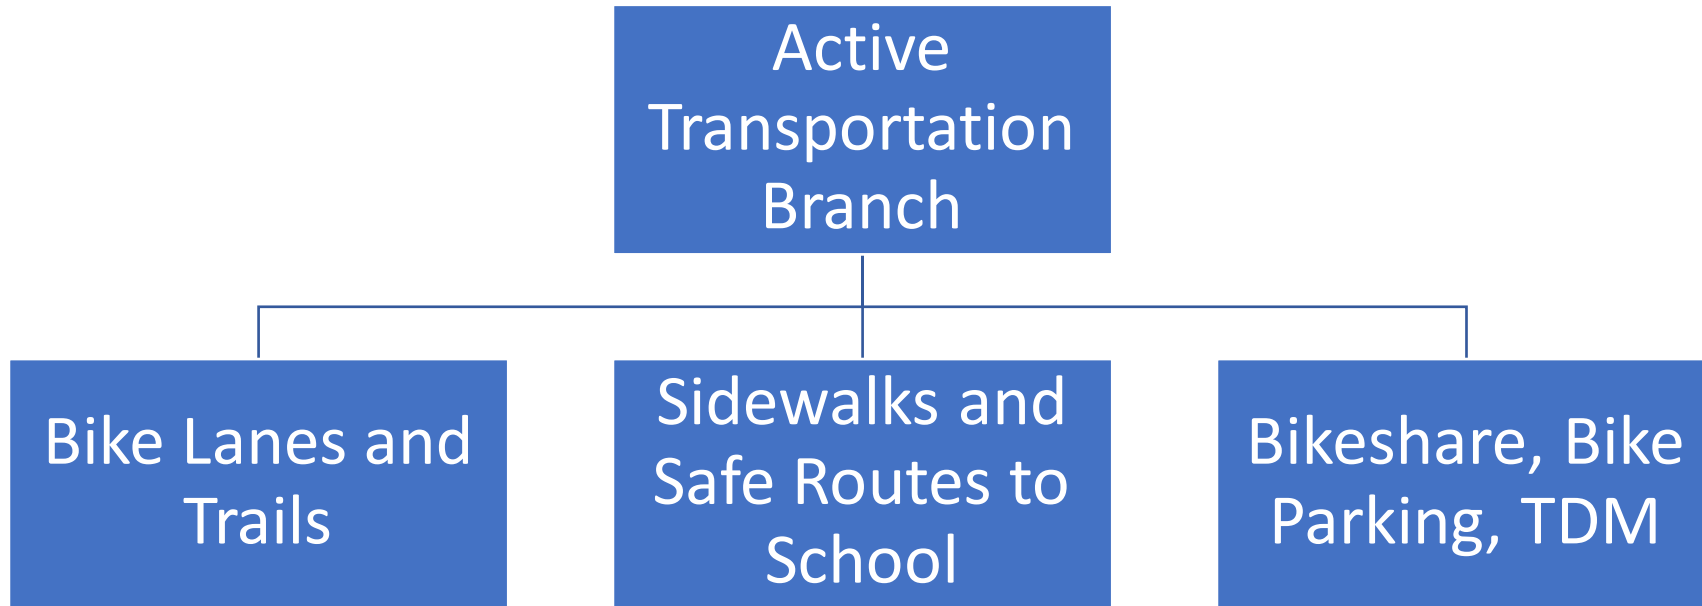 Active
Transportation
Branch
Bike Lanes and
Trails
Sidewalks and
Safe Routes to
School
Bikeshare, Bike
Parking, TDM